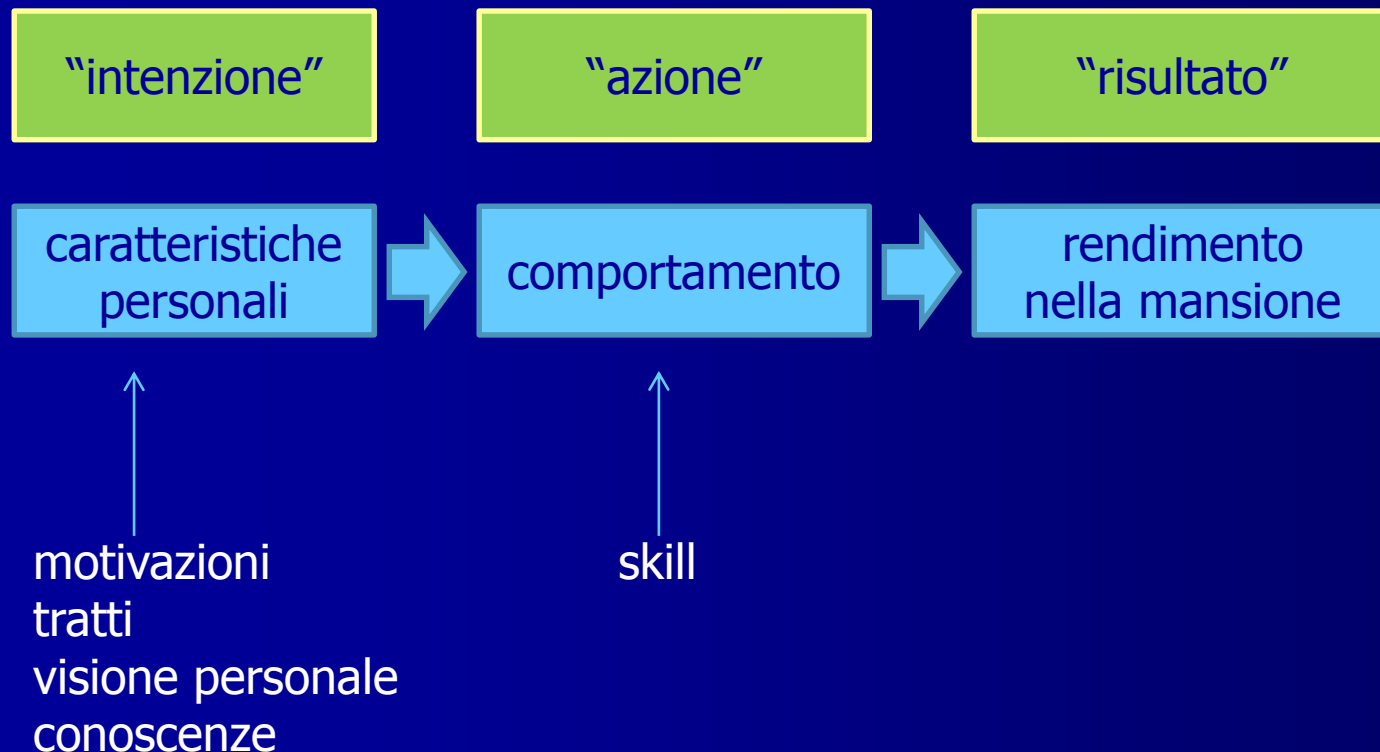 “intenzione”
“azione”
“risultato”
caratteristiche
personali
comportamento
rendimento
nella mansione
motivazioni
tratti
visione personale
conoscenze
skill